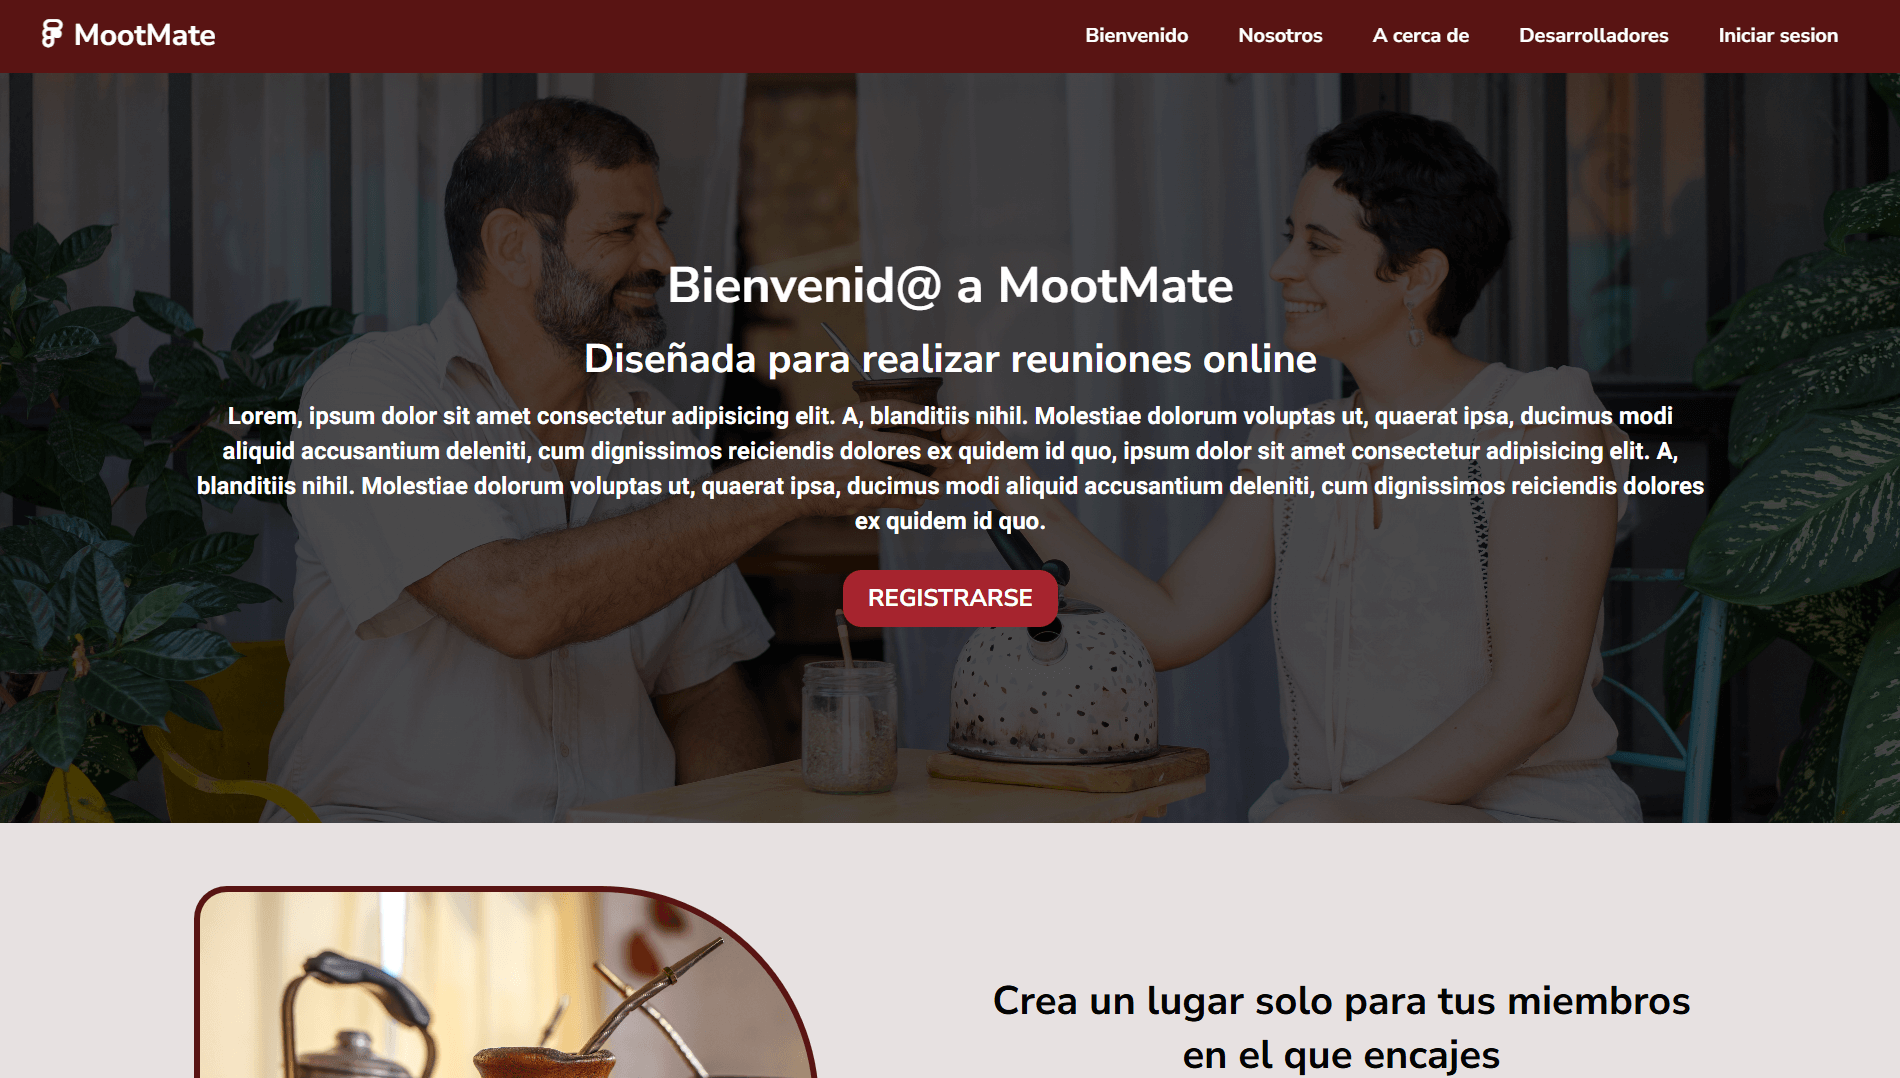 MootMate
Bienvenido
Nosotros
A cerca de
Desarrolladores
Iniciar sesion
Bienvenid@ a MootMate
Diseñada para realizar reuniones online
Lorem, ipsum dolor sit amet consectetur adipisicing elit. A, blanditiis nihil. Molestiae dolorum voluptas ut, quaerat ipsa, ducimus modi
aliquid accusantium deleniti, cum dignissimos reiciendis dolores ex quidem id quo, ipsum dolor sit amet consectetur adipisicing elit. A,
blanditiis nihil. Molestiae dolorum voluptas ut, quaerat ipsa, ducimus modi aliquid accusantium deleniti, cum dignissimos reiciendis dolores
ex quidem id quo.
REGISTRARSE
Crea un lugar solo para tus miembros
en el que encajes